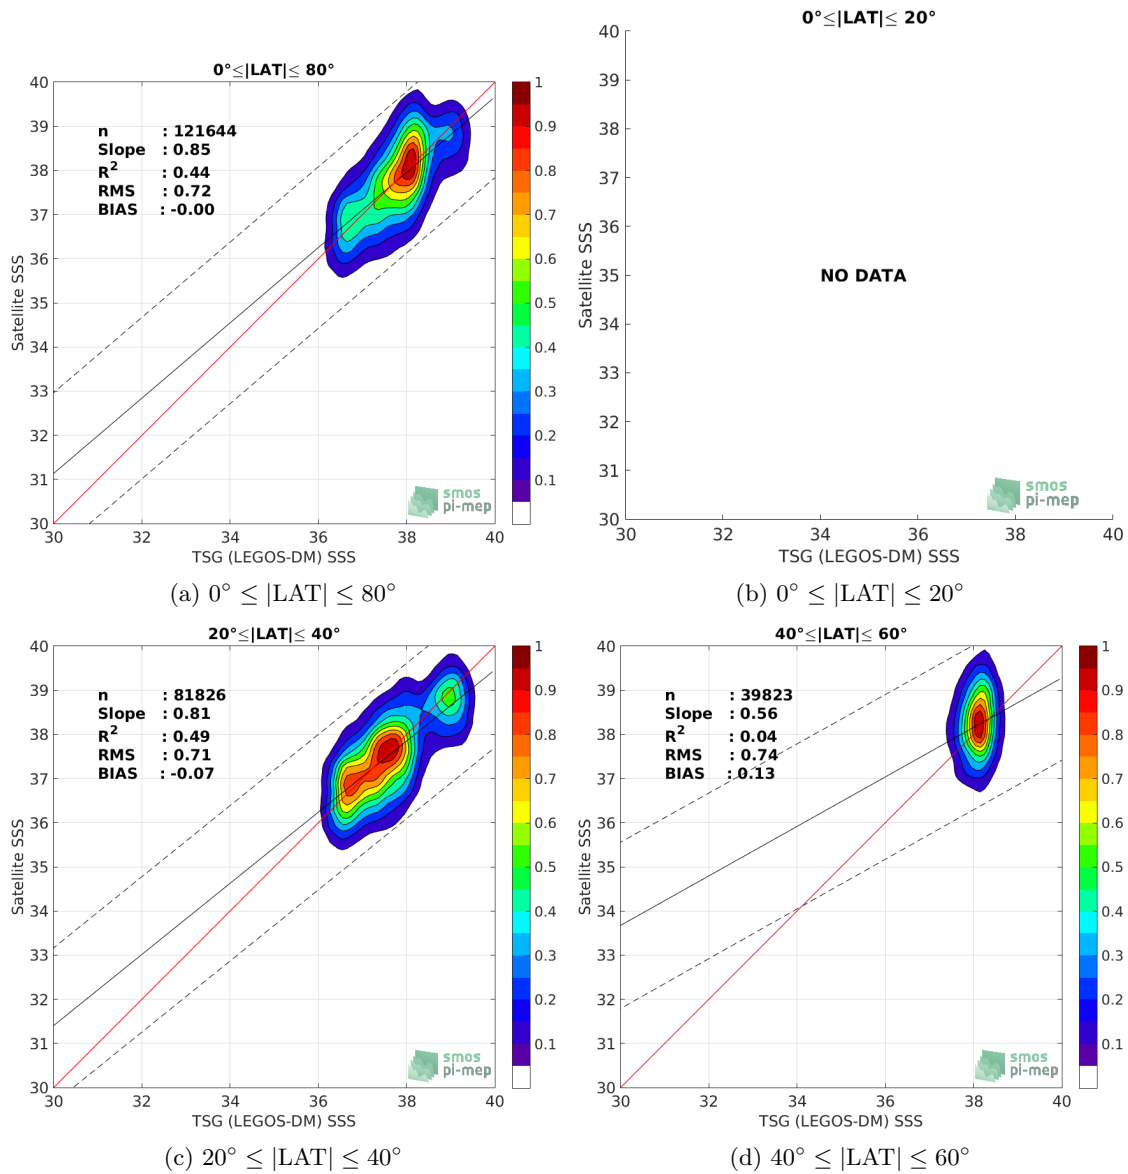 0°≤|LAT|≤ 80°
40
39
38
37
36
35
34
33
32
31
30
Satellite SSS
n : 121644
Slope : 0.85
R2 : 0.44
RMS : 0.72
BIAS : -0.00
smos
pi-mep
30 32 34 36 38 40
TSG (LEGOS-DM) SSS
1
0.9
0.8
0.7
0.6
0.5
0.4
0.3
0.2
0.1
(a) 0° ≤ |LAT| ≤ 80°
0°≤|LAT|≤ 20°
40
39
38
37
36
35
34
33
32
31
30
Satellite SSS
NO DATA
smos
pi-mep
30 32 34 36 38 40
TSG (LEGOS-DM) SSS
(b) 0° ≤ |LAT| ≤ 20°
20°≤|LAT|≤ 40°
40
39
38
37
36
35
34
33
32
31
30
Satellite SSS
n : 81826
Slope : 0.81
R2 : 0.49
RMS : 0.71
BIAS : -0.07
smos
pi-mep
30 32 34 36 38 40
TSG (LEGOS-DM) SSS
1
0.9
0.8
0.7
0.6
0.5
0.4
0.3
0.2
0.1
(c) 20° ≤ |LAT| ≤ 40°
40°≤|LAT|≤ 60°
40
39
38
37
36
35
34
33
32
31
30
Satellite SSS
n : 39823
Slope : 0.56
R2 : 0.04
RMS : 0.74
BIAS : 0.13
smos
pi-mep
30 32 34 36 38 40
TSG (LEGOS-DM) SSS
1
0.9
0.8
0.7
0.6
0.5
0.4
0.3
0.2
0.1
(d) 40° ≤ |LAT| ≤ 60°